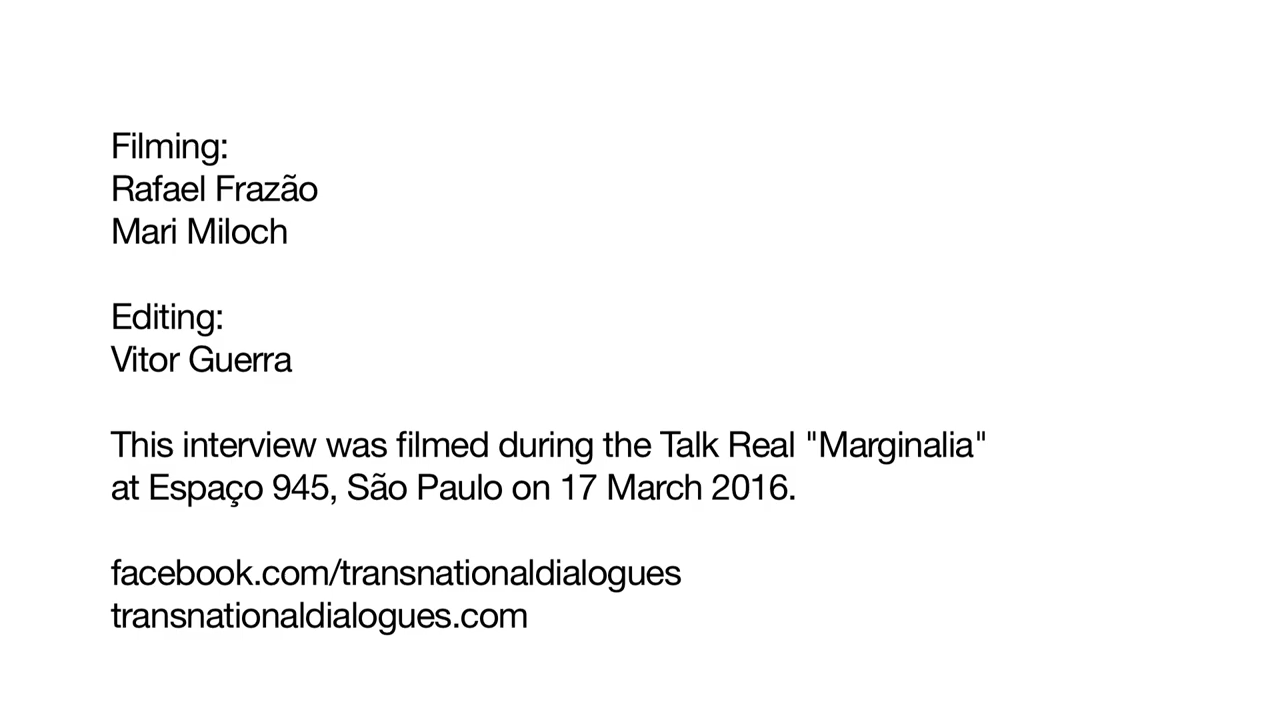 Filming:
Rafael Frazão
Mari Miloch
Editing:
Vitor Guerra
This interview was filmed during the Talk Real "Marginalia"
at Espaço 945, São Paulo on 17 March 2016.
facebook.com/transnationaldialogues
transnationaldialogues.com